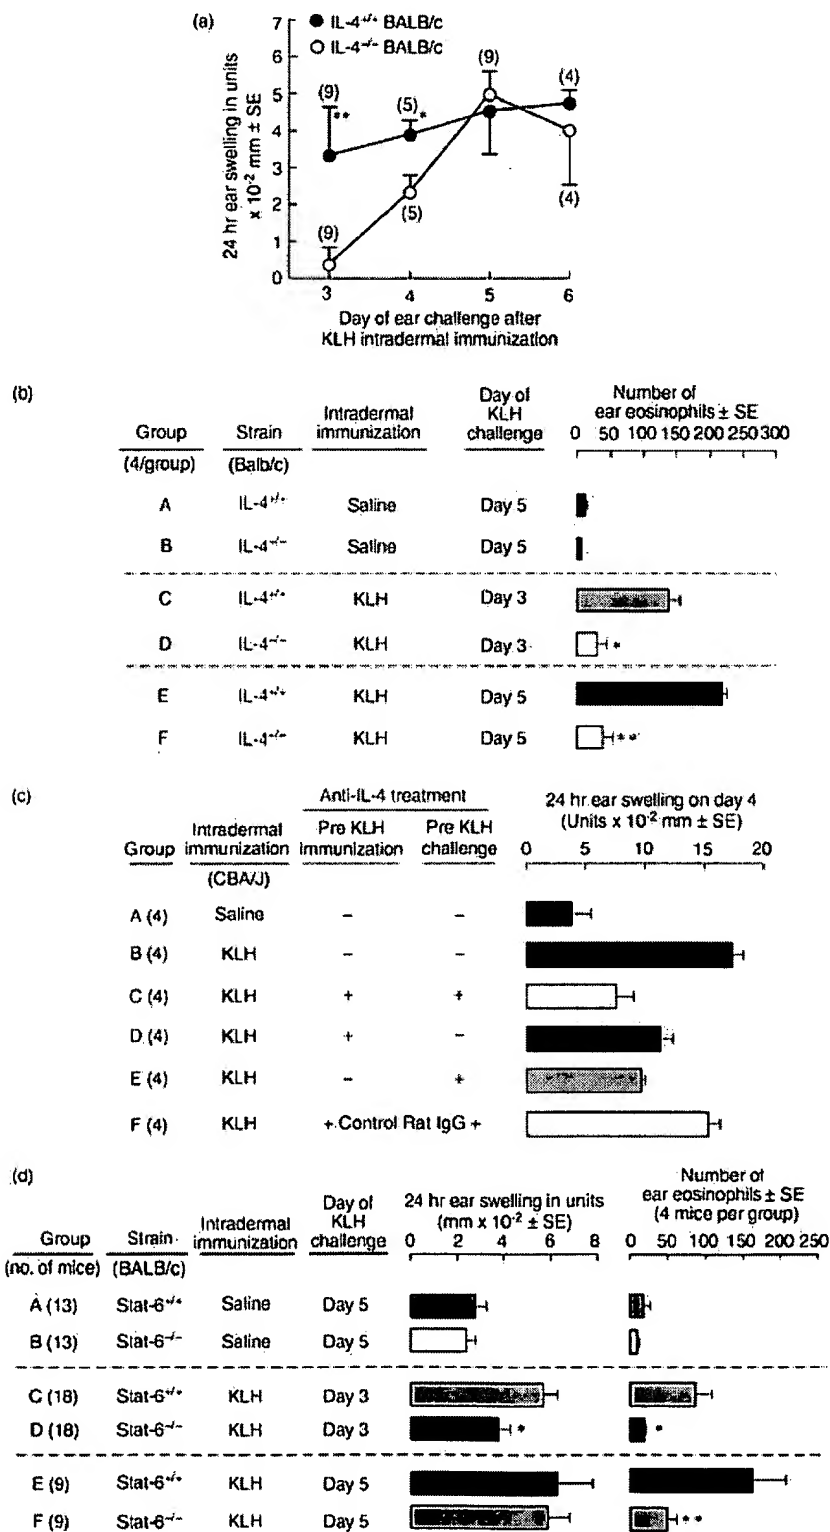 (a)
7
6
5
4
3
2
1
0
24 hr ear swelling in units
x 10⁻² mm ± SE
● IL-4⁺/⁺ BALB/c
○ IL-4⁻/⁻ BALB/c
(9)
(4)
(9)
**
(5)
*
(9)
(5)
(4)
3 4 5 6
Day of ear challenge after
KLH intradermal immunization
(b)
Group
(4/group)
Strain
(Balb/c)
Intradermal
immunization
Day of
KLH
challenge
Number of
ear eosinophils ± SE
0 50 100 150 200 250 300
A IL-4⁺/⁺ Saline Day 5
B IL-4⁻/⁻ Saline Day 5
C IL-4⁺/⁺ KLH Day 3
D IL-4⁻/⁻ KLH Day 3 *
E IL-4⁺/⁺ KLH Day 5
F IL-4⁻/⁻ KLH Day 5 **
(c)
Anti-IL-4 treatment
24 hr ear swelling on day 4
(Units x 10⁻² mm ± SE)
Group
Intradermal
immunization
(CBA/J)
Pre KLH
immunization
Pre KLH
challenge
0 5 10 15 20
A (4) Saline – –
B (4) KLH – –
C (4) KLH + +
D (4) KLH + –
E (4) KLH – +
F (4) KLH + Control Rat IgG +
(d)
Group
(no. of mice)
Strain
(BALB/c)
Intradermal
immunization
Day of
KLH
challenge
24 hr ear swelling in units
(mm x 10⁻² ± SE)
0 2 4 6 8
Number of
ear eosinophils ± SE
(4 mice per group)
0 50 100 150 200 250
A (13) Stat-6⁺/⁺ Saline Day 5
B (13) Stat-6⁻/⁻ Saline Day 5
C (18) Stat-6⁺/⁺ KLH Day 3
D (18) Stat-6⁻/⁻ KLH Day 3 * *
E (9) Stat-6⁺/⁺ KLH Day 5
F (9) Stat-6⁻/⁻ KLH Day 5 **